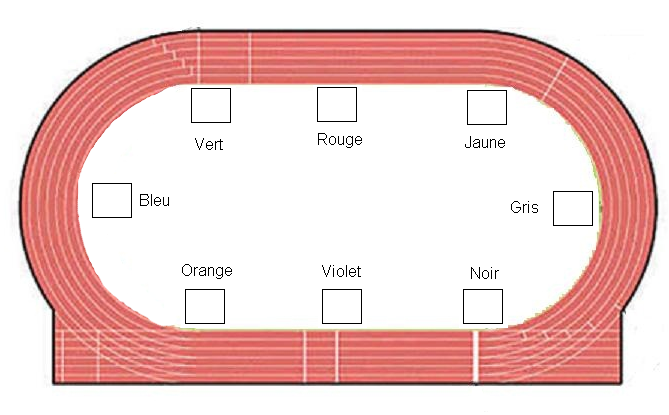 Vert
Rouge
Jaune
Bleu
Gris
Orange
Violet
Noir